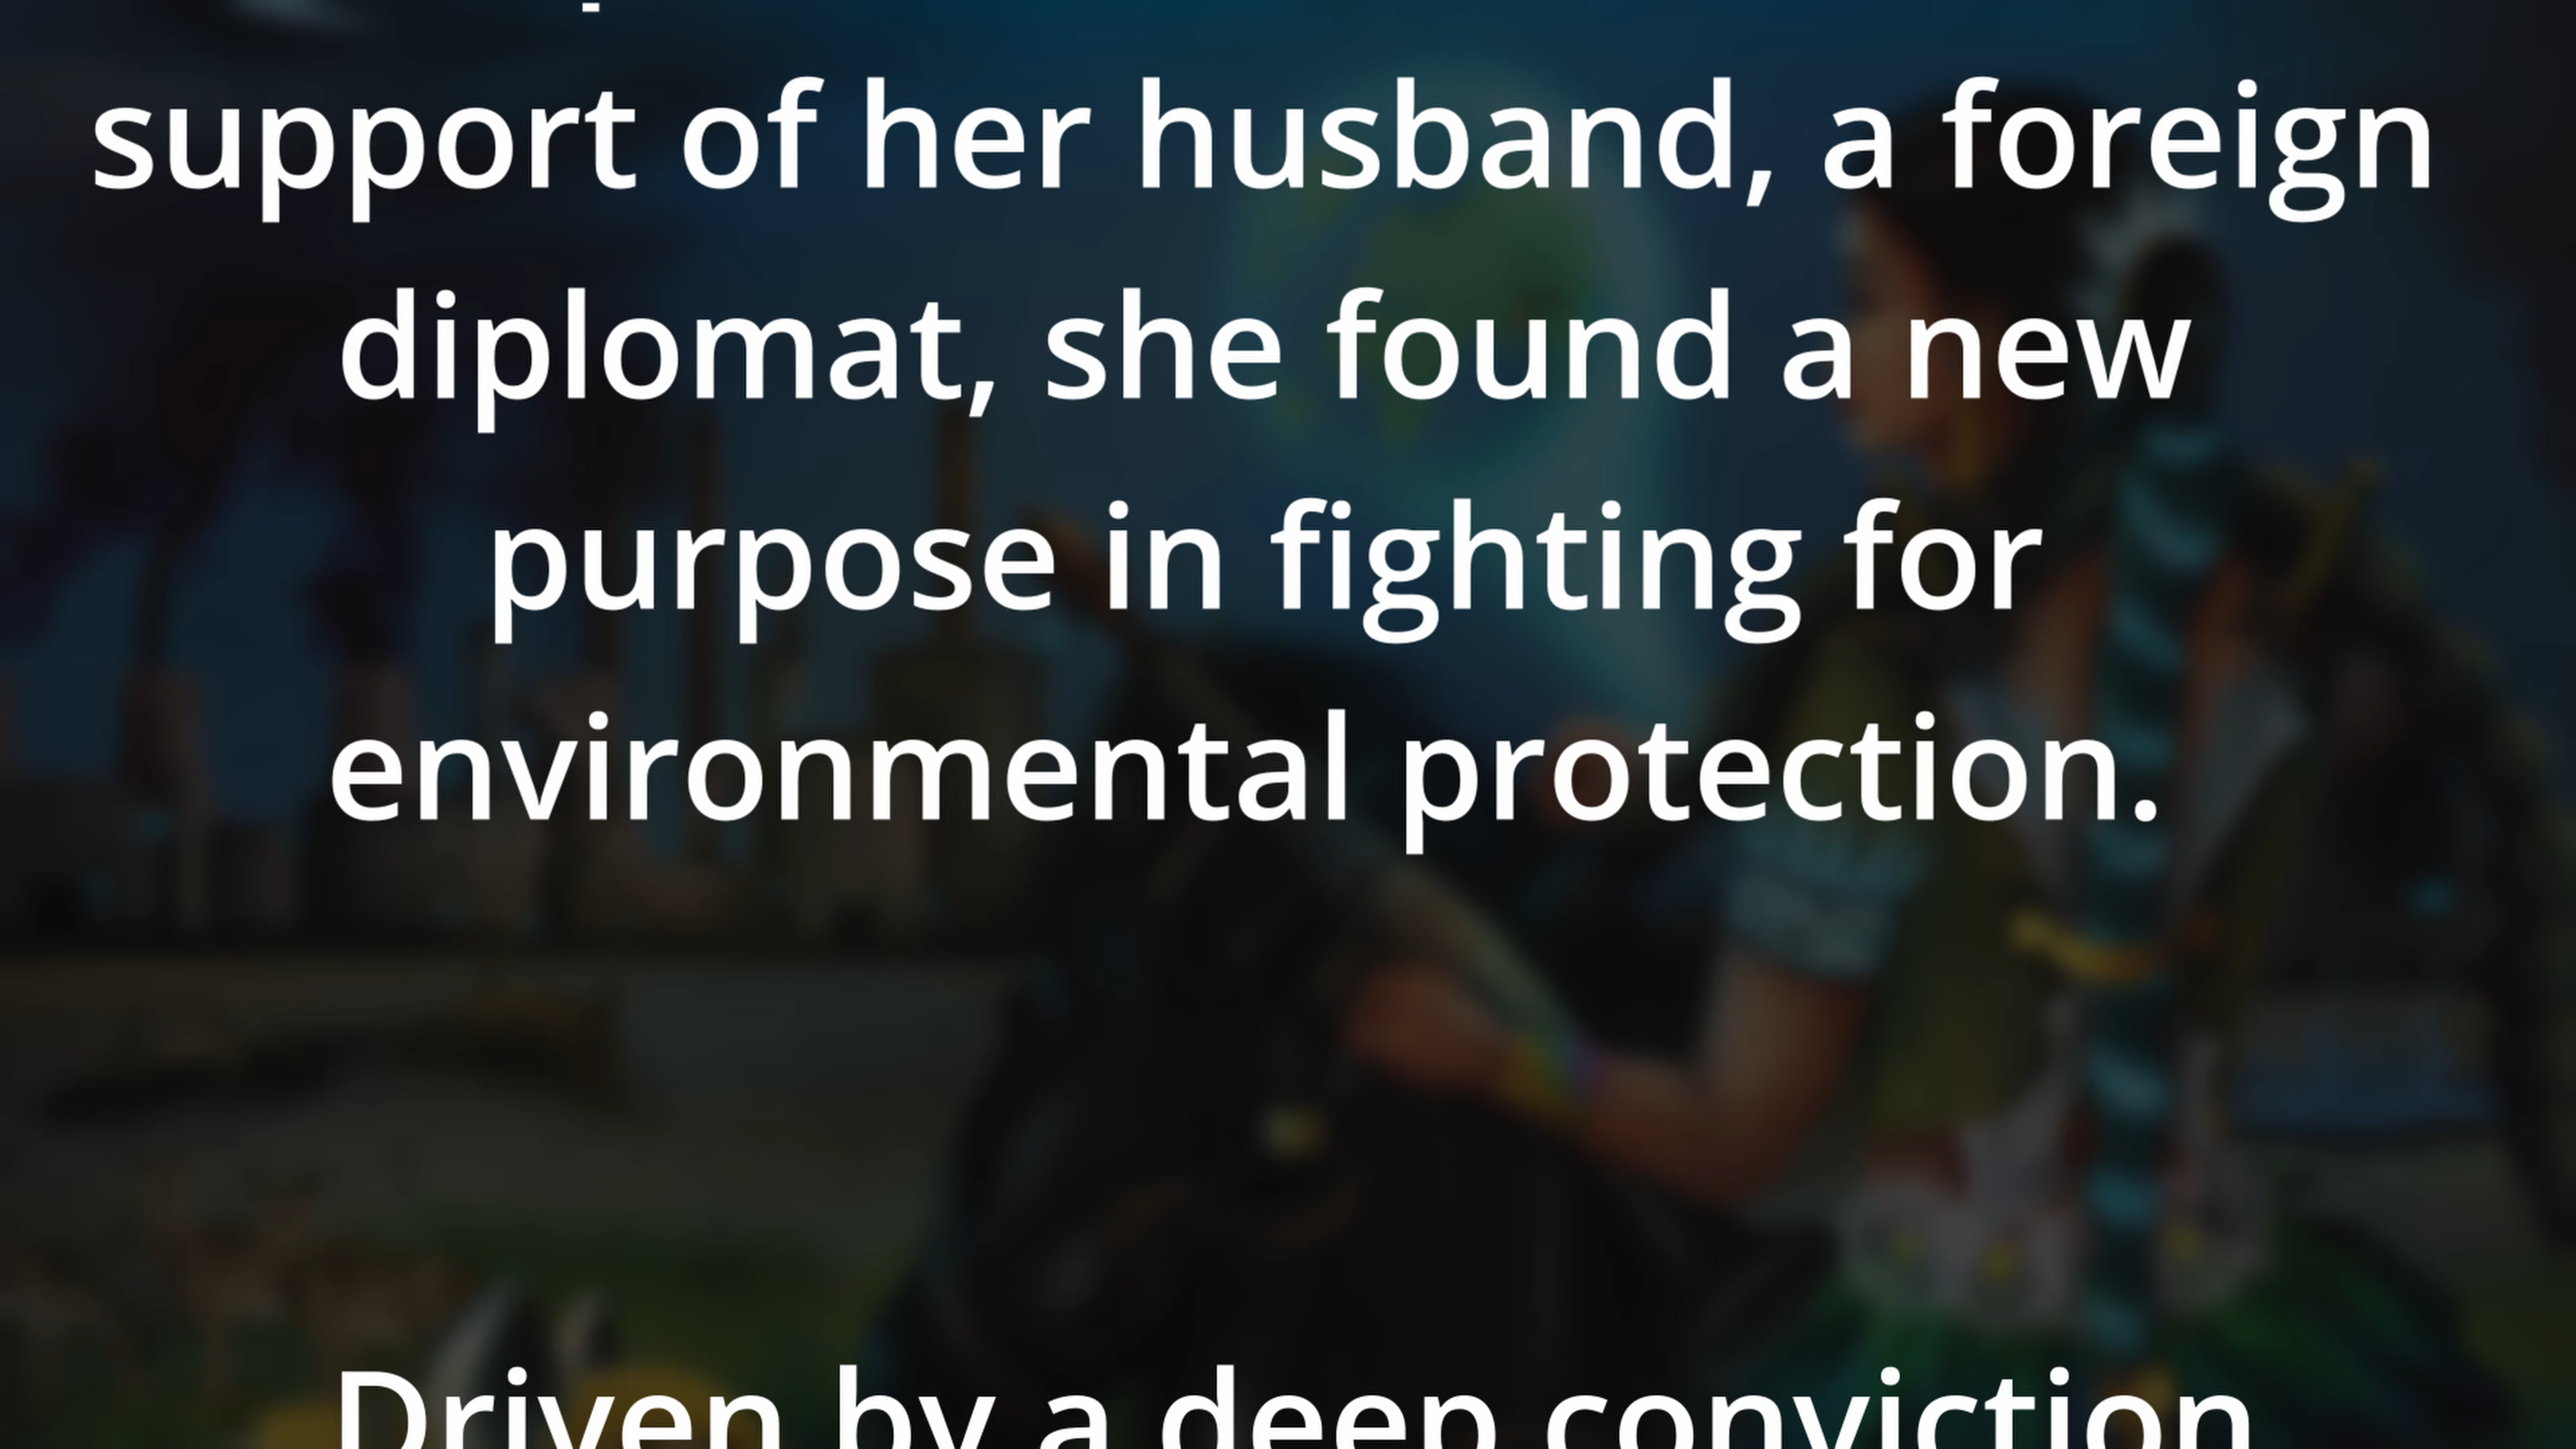 support of her husband, a foreign
diplomat, she found a new
purpose in fighting for
environmental protection.
Driven by a deep conviction